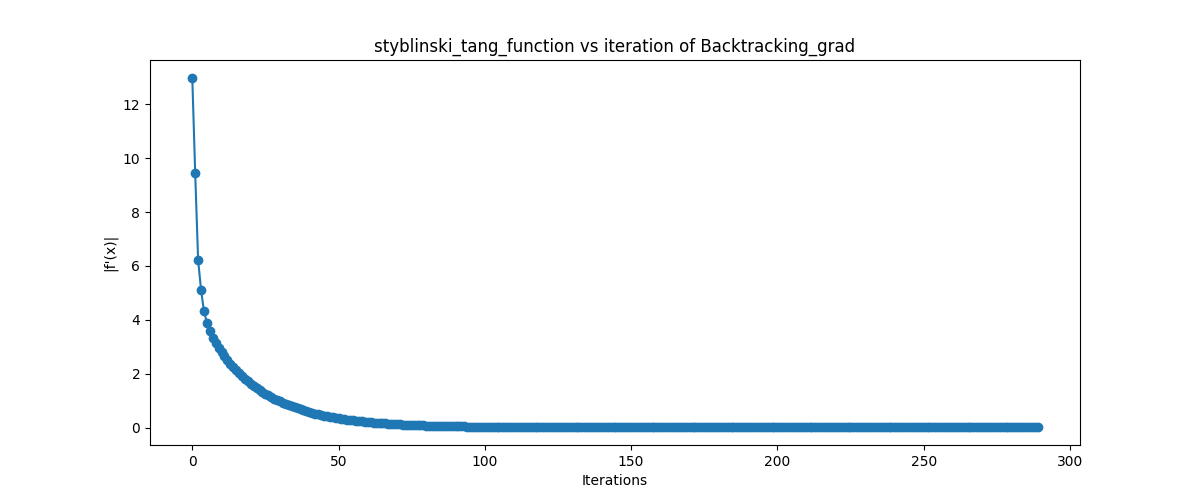 styblinski_tang_function vs iteration of Backtracking_grad
12
10
8
6
4
2
0
|f'(x)|
0 50 100 150 200 250 300
Iterations